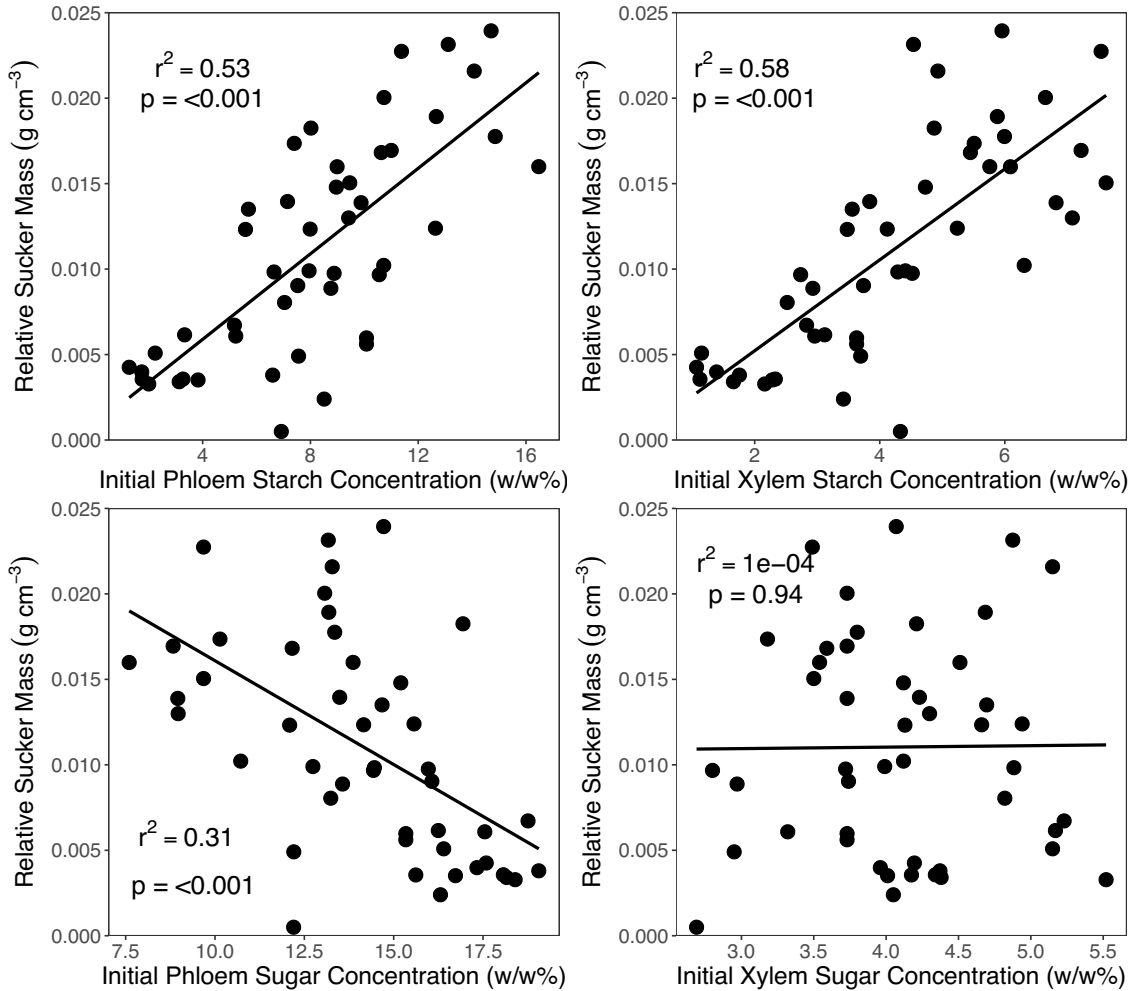 Relative Sucker Mass (g cm⁻³)
0.025
0.020
0.015
0.010
0.005
0.000
r² = 0.53
p = <0.001
4 8 12 16
Initial Phloem Starch Concentration (w/w%)
Relative Sucker Mass (g cm⁻³)
0.025
0.020
0.015
0.010
0.005
0.000
r² = 0.58
p = <0.001
2 4 6
Initial Xylem Starch Concentration (w/w%)
Relative Sucker Mass (g cm⁻³)
0.025
0.020
0.015
0.010
0.005
0.000
r² = 0.31
p = <0.001
7.5 10.0 12.5 15.0 17.5
Initial Phloem Sugar Concentration (w/w%)
Relative Sucker Mass (g cm⁻³)
0.025
0.020
0.015
0.010
0.005
0.000
r² = 1e−04
p = 0.94
3.0 3.5 4.0 4.5 5.0 5.5
Initial Xylem Sugar Concentration (w/w%)